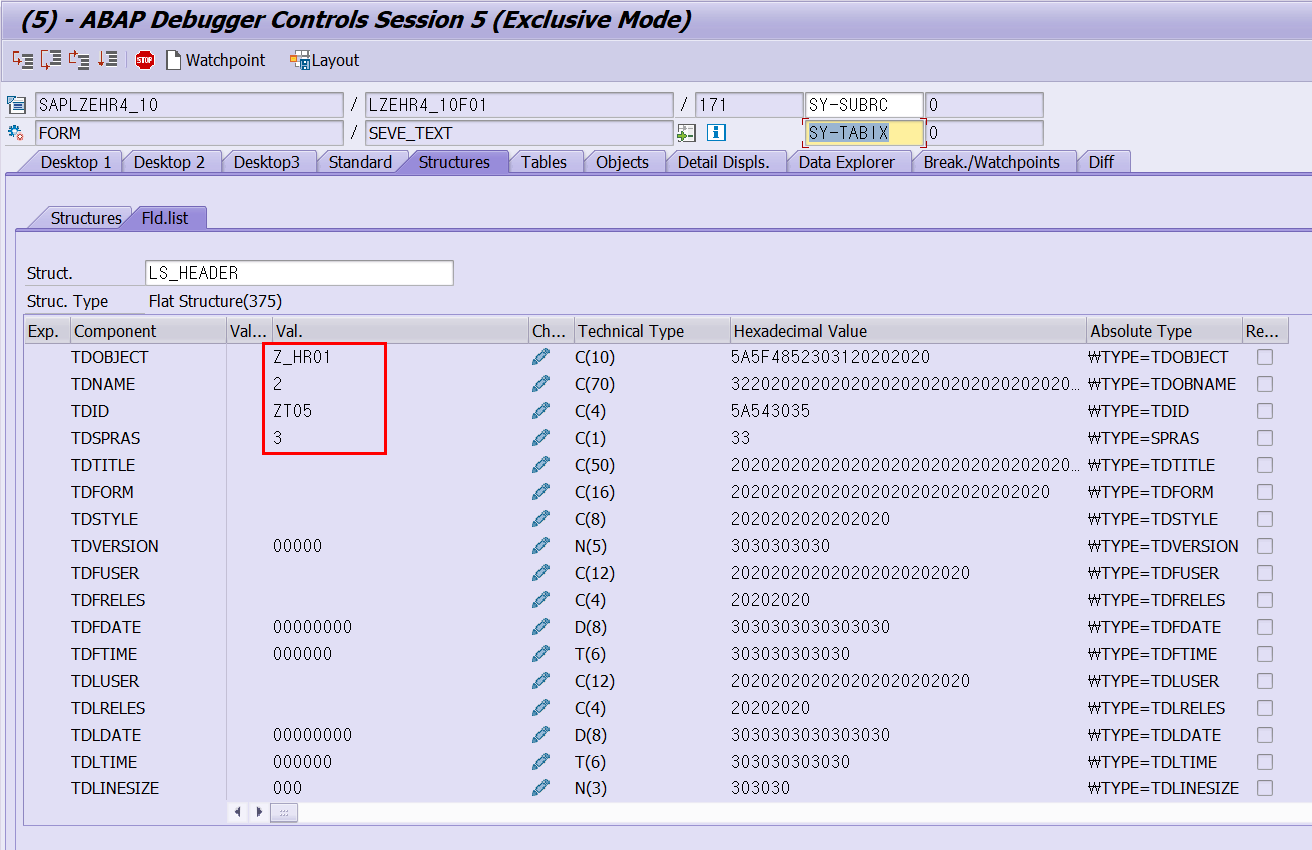 (5) - ABAP Debugger Controls Session 5 (Exclusive Mode)
STOP Watchpoint Layout
SAPLZEHR4_10 / LZEHR4_10F01 / 171 SY-SUBRC 0
FORM / SEVE_TEXT SY-TABIX 0
Desktop 1 Desktop 2 Desktop3 Standard Structures Tables Objects Detail Displs. Data Explorer Break./Watchpoints Diff
Structures Fld.list
Struct. LS_HEADER
Struc. Type Flat Structure(375)
Exp. Component Val... Val. Ch... Technical Type Hexadecimal Value Absolute Type Re...
TDOBJECT Z_HR01 C(10) 5A5F4852303120202020 ₩TYPE=TDOBJECT
TDNAME 2 C(70) 3220202020202020202020202020202020... ₩TYPE=TDOBNAME
TDID ZT05 C(4) 5A543035 ₩TYPE=TDID
TDSPRAS 3 C(1) 33 ₩TYPE=SPRAS
TDTITLE C(50) 2020202020202020202020202020202020... ₩TYPE=TDTITLE
TDFORM C(16) 20202020202020202020202020202020 ₩TYPE=TDFORM
TDSTYLE C(8) 2020202020202020 ₩TYPE=TDSTYLE
TDVERSION 00000 N(5) 3030303030 ₩TYPE=TDVERSION
TDFUSER C(12) 202020202020202020202020 ₩TYPE=TDFUSER
TDFRELES C(4) 20202020 ₩TYPE=TDFRELES
TDFDATE 00000000 D(8) 3030303030303030 ₩TYPE=TDFDATE
TDFTIME 000000 T(6) 303030303030 ₩TYPE=TDFTIME
TDLUSER C(12) 202020202020202020202020 ₩TYPE=TDLUSER
TDLRELES C(4) 20202020 ₩TYPE=TDLRELES
TDLDATE 00000000 D(8) 3030303030303030 ₩TYPE=TDLDATE
TDLTIME 000000 T(6) 303030303030 ₩TYPE=TDLTIME
TDLINESIZE 000 N(3) 303030 ₩TYPE=TDLINESIZE